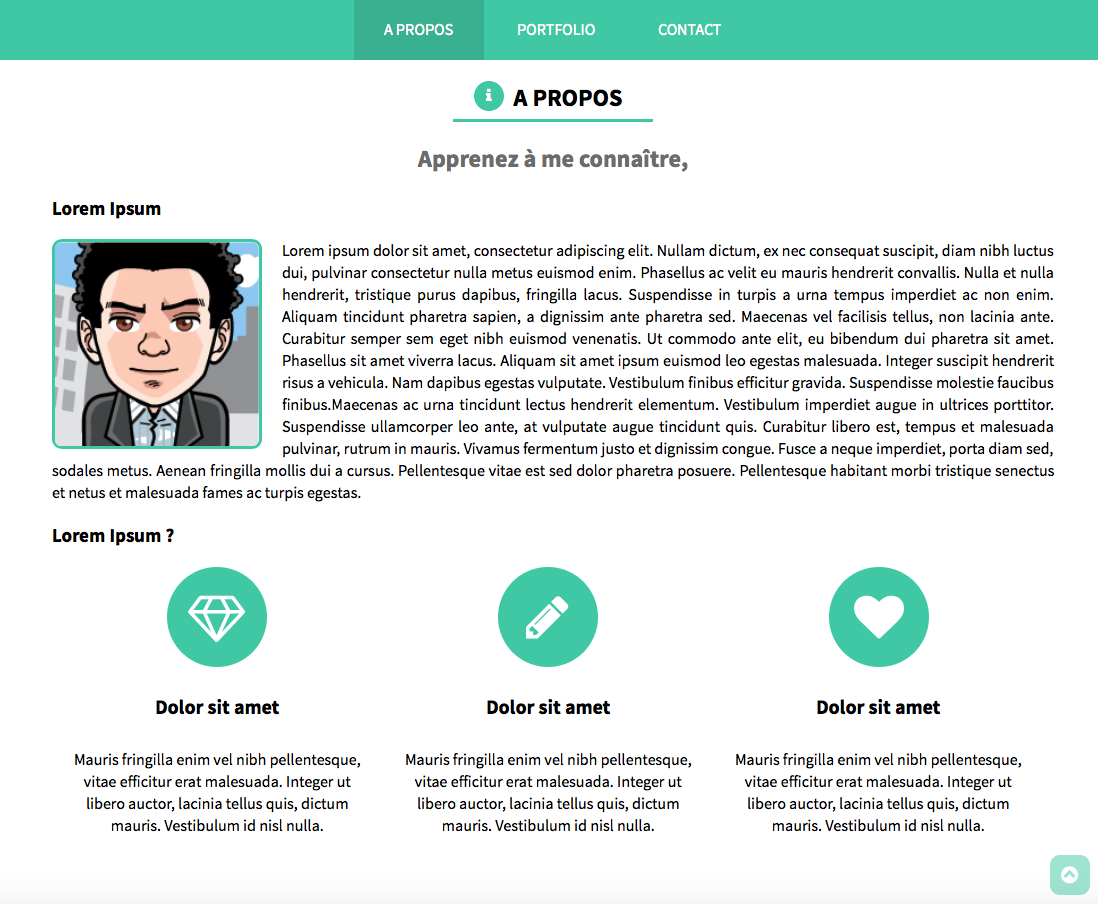 A PROPOS PORTFOLIO CONTACT
A PROPOS
Apprenez à me connaître,
Lorem Ipsum
Lorem ipsum dolor sit amet, consectetur adipiscing elit. Nullam dictum, ex nec consequat suscipit, diam nibh luctus
dui, pulvinar consectetur nulla metus euismod enim. Phasellus ac velit eu mauris hendrerit convallis. Nulla et nulla
hendrerit, tristique purus dapibus, fringilla lacus. Suspendisse in turpis a urna tempus imperdiet ac non enim.
Aliquam tincidunt pharetra sapien, a dignissim ante pharetra sed. Maecenas vel facilisis tellus, non lacinia ante.
Curabitur semper sem eget nibh euismod venenatis. Ut commodo ante elit, eu bibendum dui pharetra sit amet.
Phasellus sit amet viverra lacus. Aliquam sit amet ipsum euismod leo egestas malesuada. Integer suscipit hendrerit
risus a vehicula. Nam dapibus egestas vulputate. Vestibulum finibus efficitur gravida. Suspendisse molestie faucibus
finibus.Maecenas ac urna tincidunt lectus hendrerit elementum. Vestibulum imperdiet augue in ultrices porttitor.
Suspendisse ullamcorper leo ante, at vulputate augue tincidunt quis. Curabitur libero est, tempus et malesuada
pulvinar, rutrum in mauris. Vivamus fermentum justo et dignissim congue. Fusce a neque imperdiet, porta diam sed,
sodales metus. Aenean fringilla mollis dui a cursus. Pellentesque vitae est sed dolor pharetra posuere. Pellentesque habitant morbi tristique senectus
et netus et malesuada fames ac turpis egestas.
Lorem Ipsum ?
Dolor sit amet
Mauris fringilla enim vel nibh pellentesque,
vitae efficitur erat malesuada. Integer ut
libero auctor, lacinia tellus quis, dictum
mauris. Vestibulum id nisl nulla.
Dolor sit amet
Mauris fringilla enim vel nibh pellentesque,
vitae efficitur erat malesuada. Integer ut
libero auctor, lacinia tellus quis, dictum
mauris. Vestibulum id nisl nulla.
Dolor sit amet
Mauris fringilla enim vel nibh pellentesque,
vitae efficitur erat malesuada. Integer ut
libero auctor, lacinia tellus quis, dictum
mauris. Vestibulum id nisl nulla.